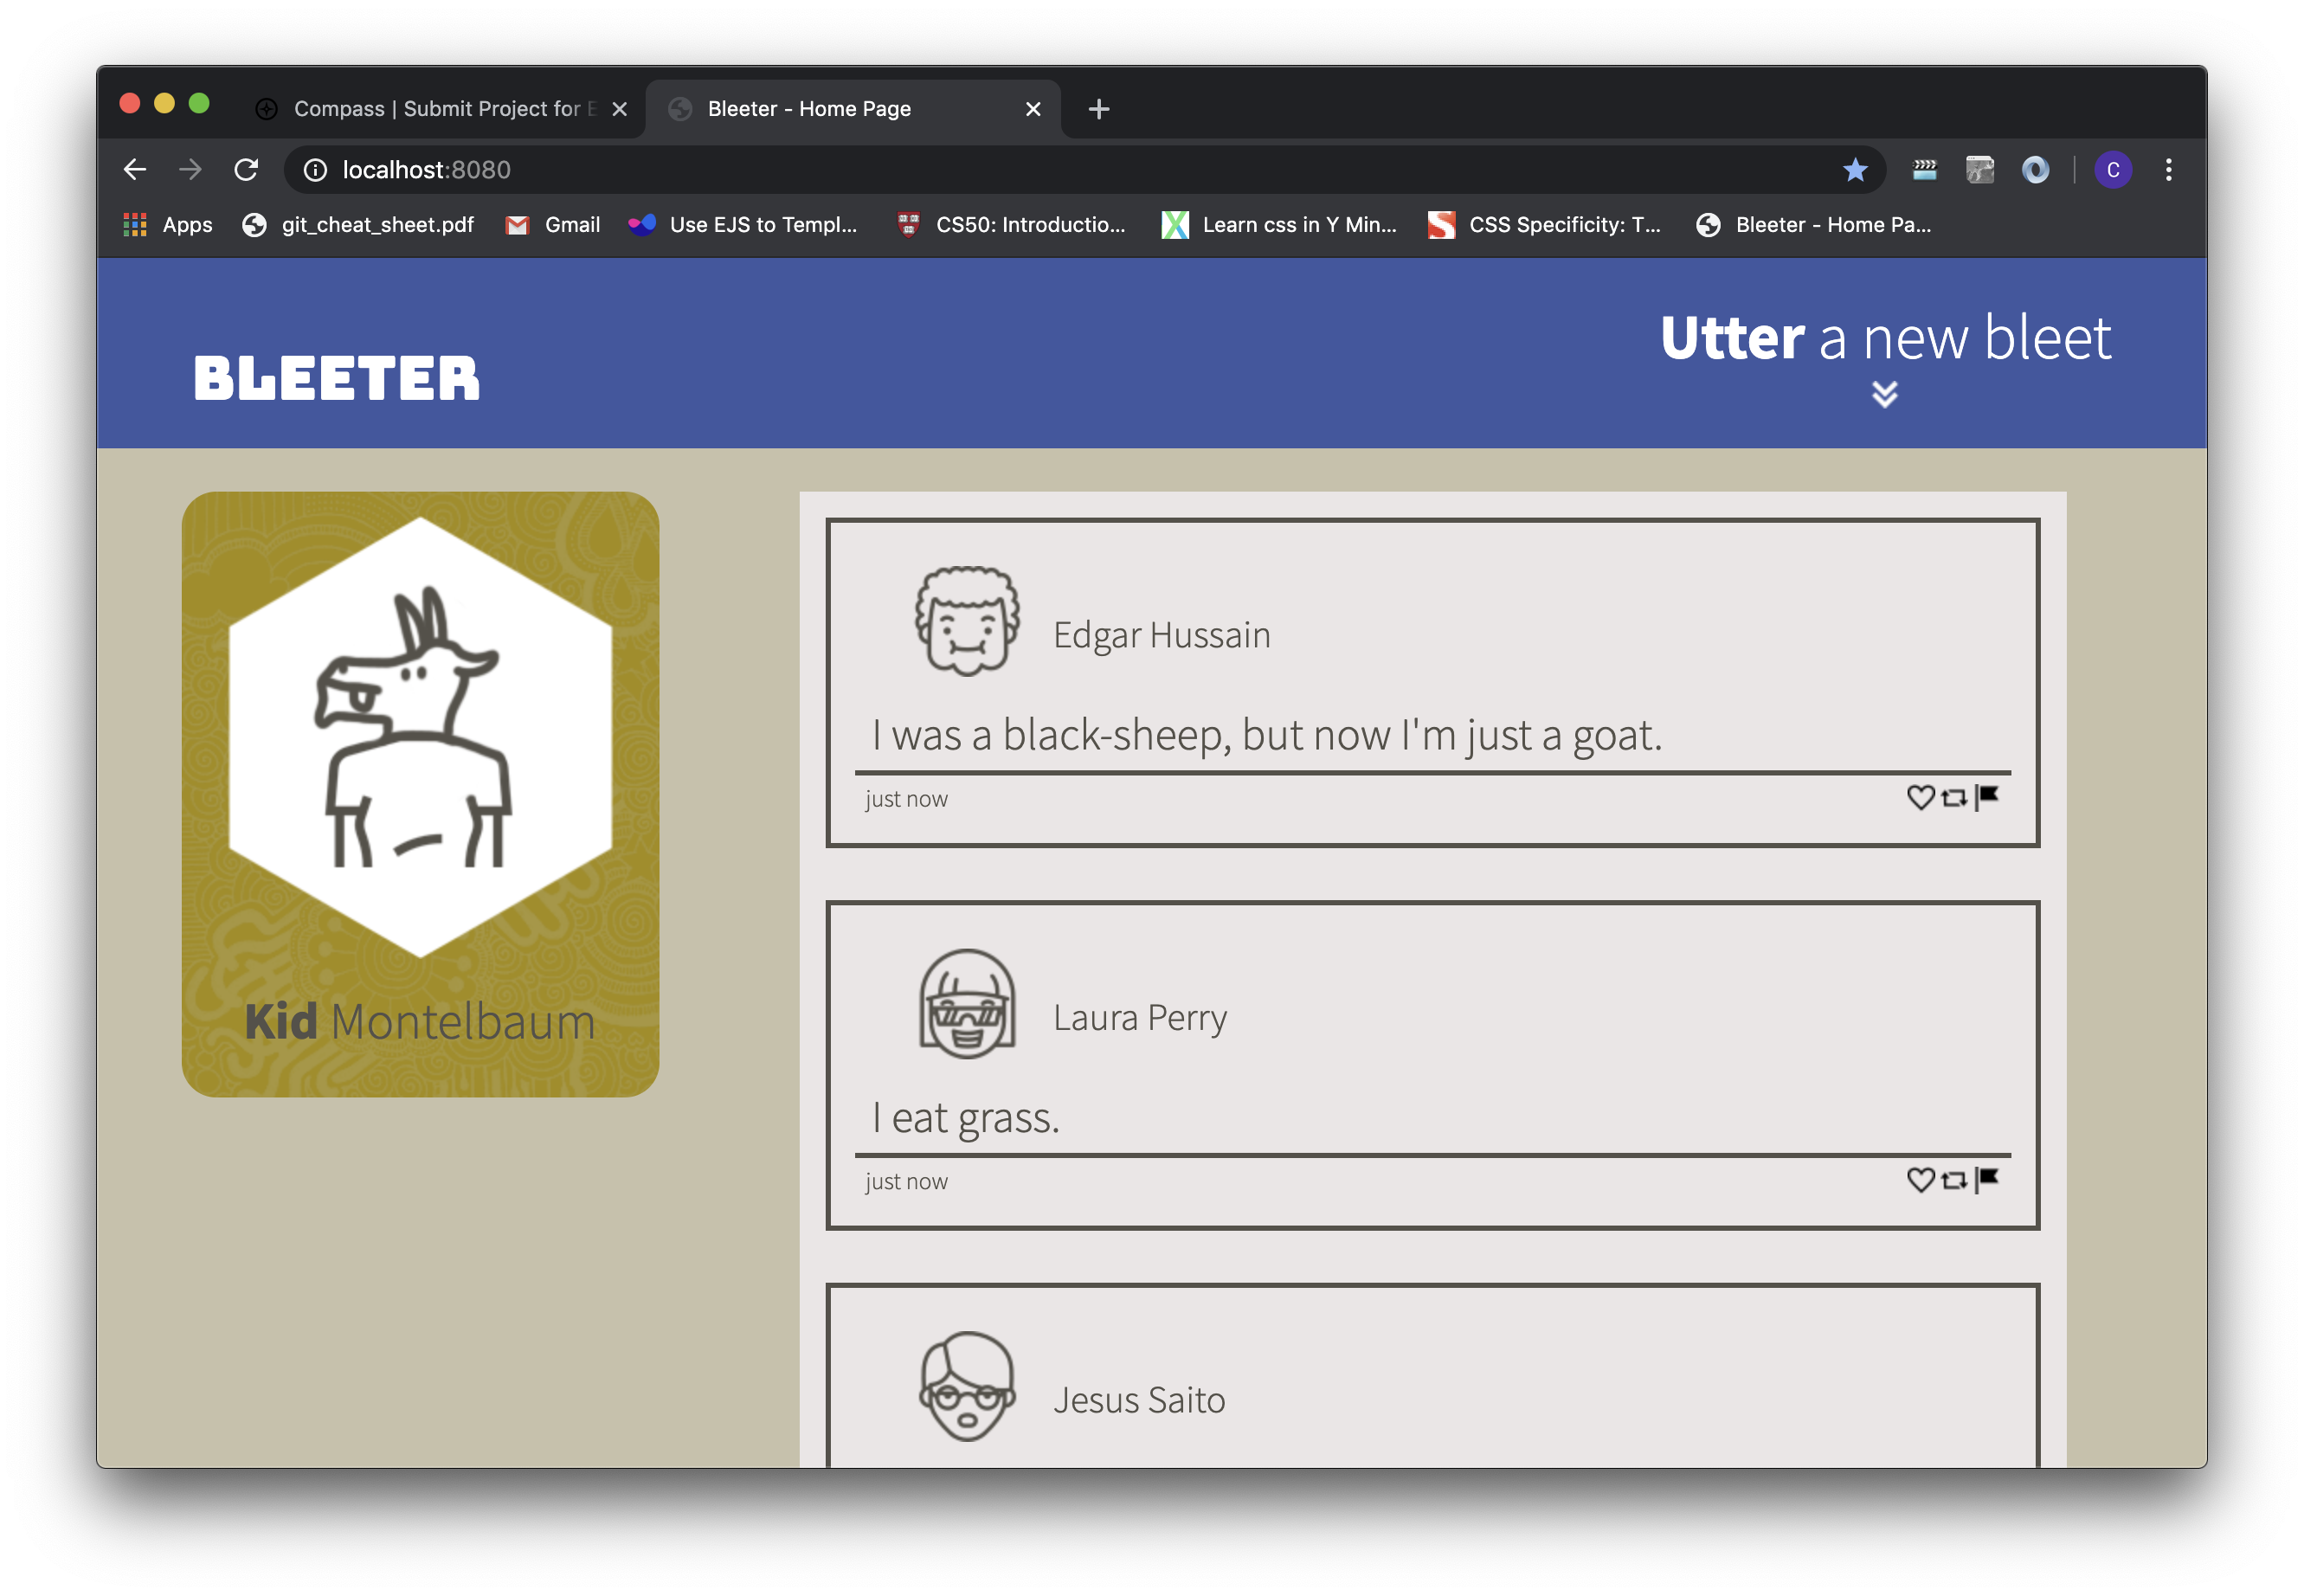 Compass | Submit Project for E
Bleeter - Home Page
localhost:8080
C
Apps
git_cheat_sheet.pdf
Gmail
Use EJS to Templ...
CS50: Introductio...
Learn css in Y Min...
CSS Specificity: T...
Bleeter - Home Pa...
BLEETER
Utter a new bleet
Kid Montelbaum
Edgar Hussain
I was a black-sheep, but now I'm just a goat.
just now
Laura Perry
I eat grass.
just now
Jesus Saito